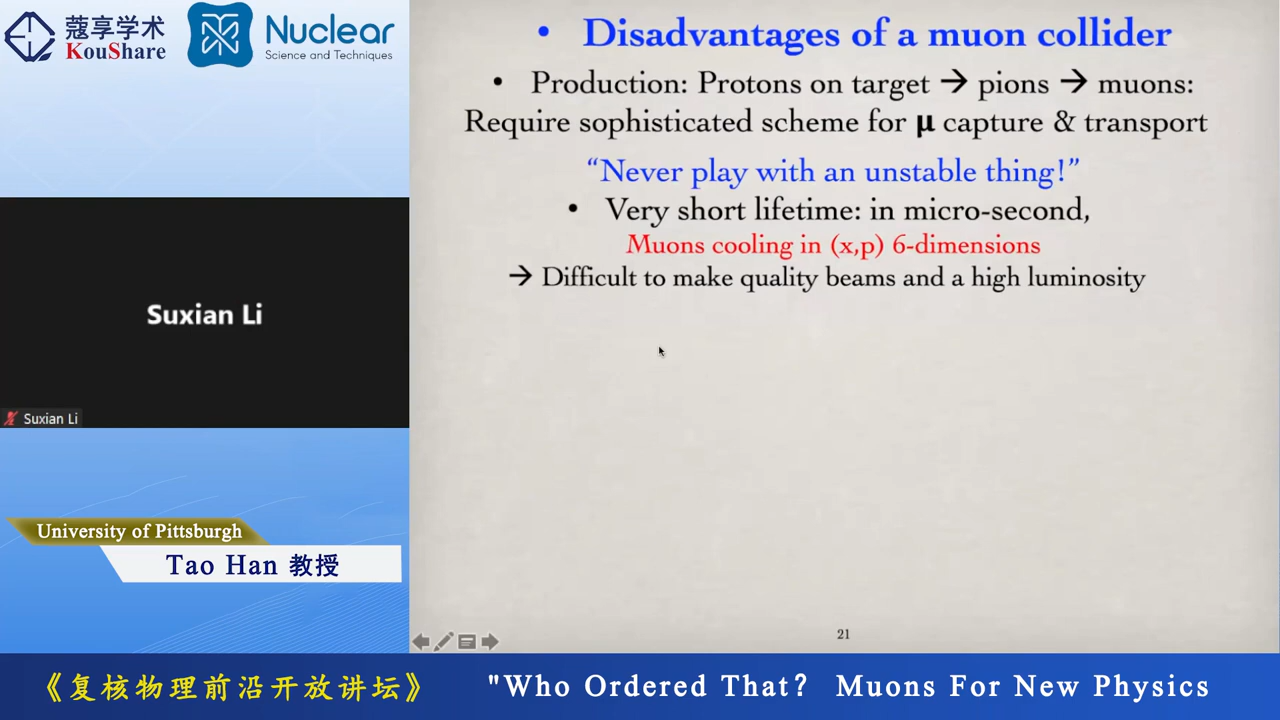 蔻享学术
KouShare
Nuclear
Science and Techniques
• Disadvantages of a muon collider
• Production: Protons on target → pions → muons:
Require sophisticated scheme for μ capture & transport
“Never play with an unstable thing!”
• Very short lifetime: in micro-second,
Muons cooling in (x,p) 6-dimensions
→ Difficult to make quality beams and a high luminosity
Suxian Li
Suxian Li
University of Pittsburgh
Tao Han 教授
21
《复核物理前沿开放讲坛》
"Who Ordered That? Muons For New Physics